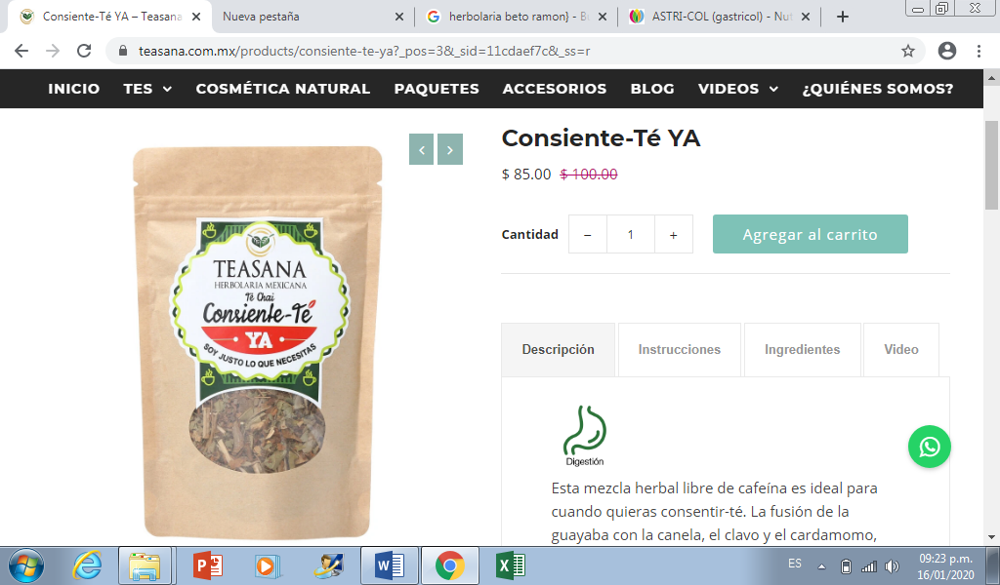 Consiente-Té YA – Teasana
Nueva pestaña
herbolaria beto ramon} - B
ASTRI-COL (gastricol) - Nut
teasana.com.mx/products/consiente-te-ya?_pos=3&_sid=11cdaef7c&_ss=r
INICIO TES COSMÉTICA NATURAL PAQUETES ACCESORIOS BLOG VIDEOS ¿QUIÉNES SOMOS?
TEASANA
HERBOLARIA MEXICANA
Té Chai
Consiente-Té
YA
SOY JUSTO LO QUE NECESITAS
Consiente-Té YA
$ 85.00 $ 100.00
Cantidad − 1 + Agregar al carrito
Descripción Instrucciones Ingredientes Video
Digestión
Esta mezcla herbal libre de cafeína es ideal para
cuando quieras consentir-té. La fusión de la
guayaba con la canela, el clavo y el cardamomo,
ES
09:23 p.m.
16/01/2020